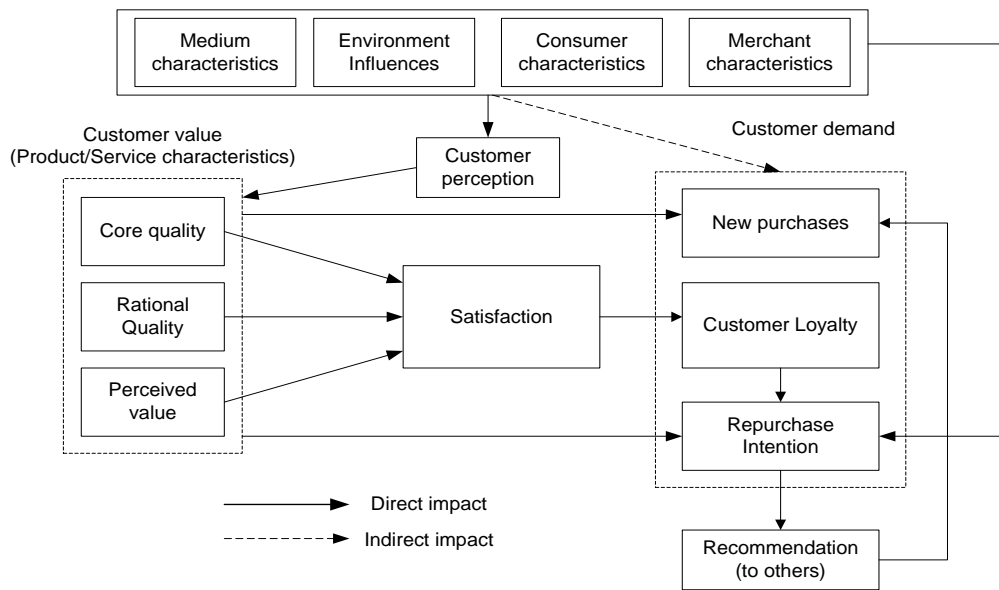 Medium
characteristics
Environment
Influences
Consumer
characteristics
Merchant
characteristics
Customer value
(Product/Service characteristics)
Customer
perception
Customer demand
Core quality
New purchases
Rational
Quality
Satisfaction
Customer Loyalty
Perceived
value
Repurchase
Intention
Direct impact
Indirect impact
Recommendation
(to others)